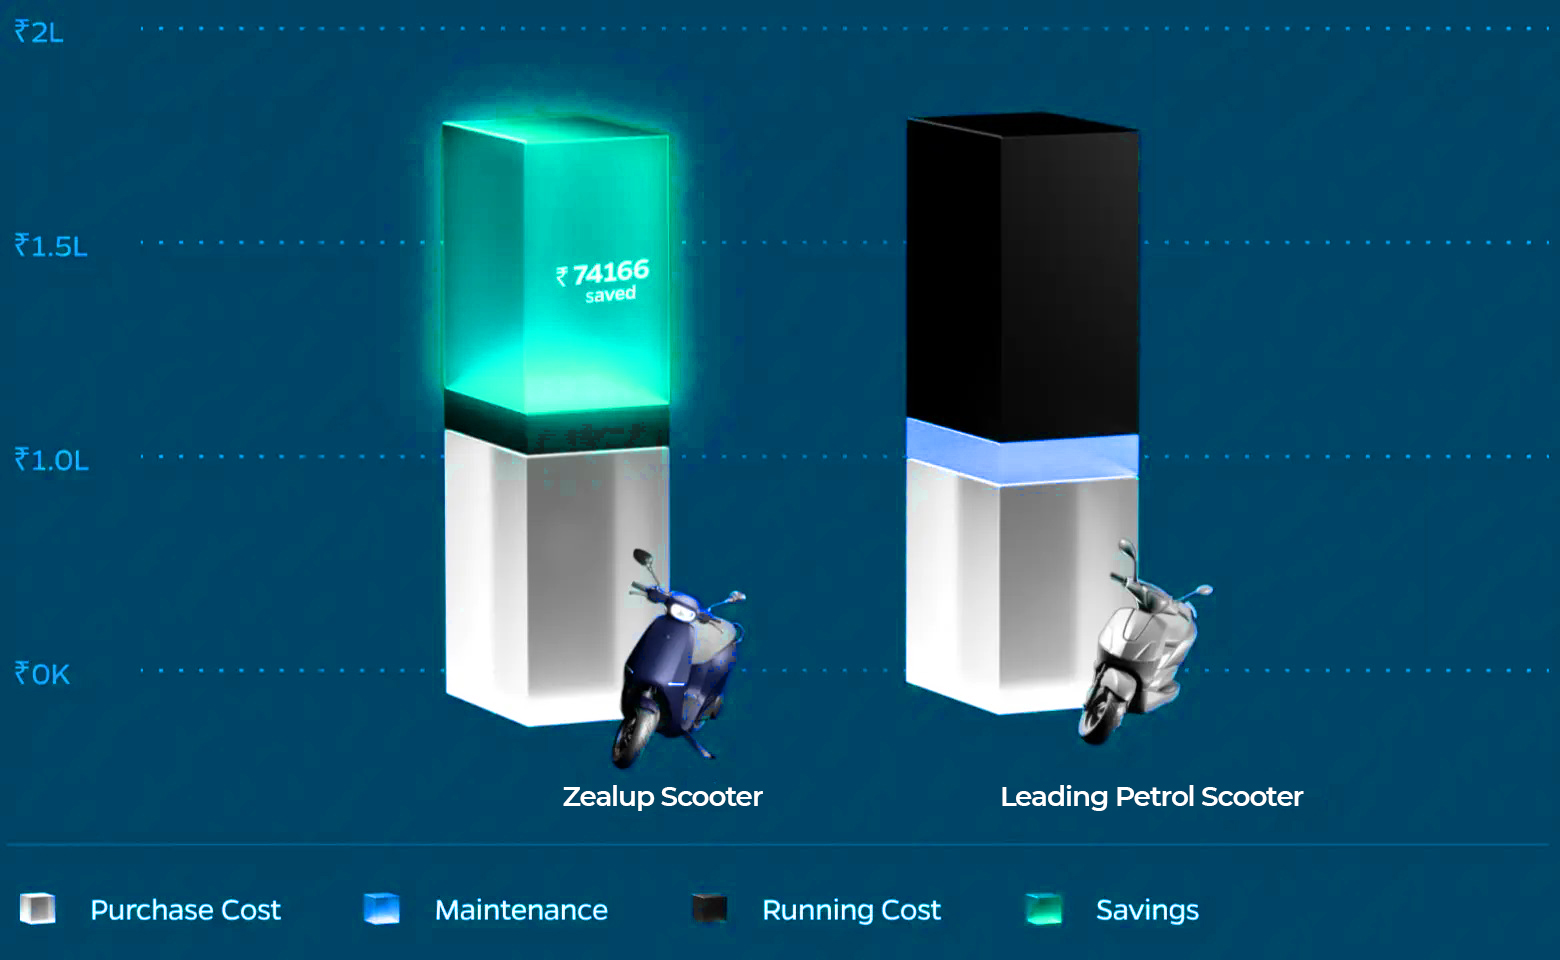 ₹2L
₹1.5L
₹1.0L
₹0K
₹ 74166
saved
Zealup Scooter
Leading Petrol Scooter
Purchase Cost
Maintenance
Running Cost
Savings